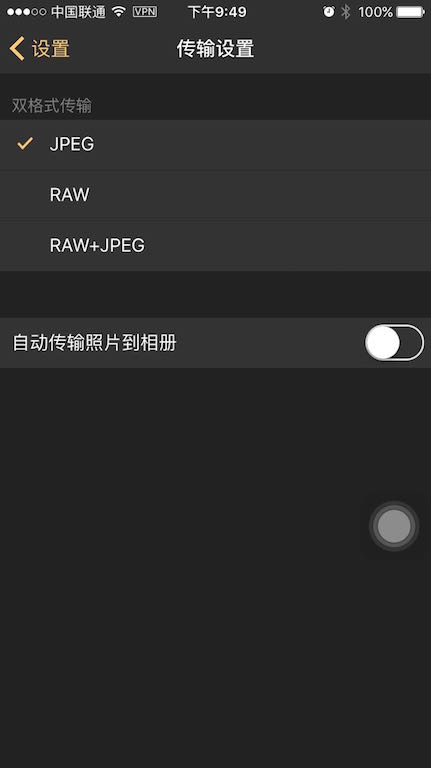 中国联通 VPN 下午9:49 100%
设置 传输设置
双格式传输
JPEG
RAW
RAW+JPEG
自动传输照片到相册